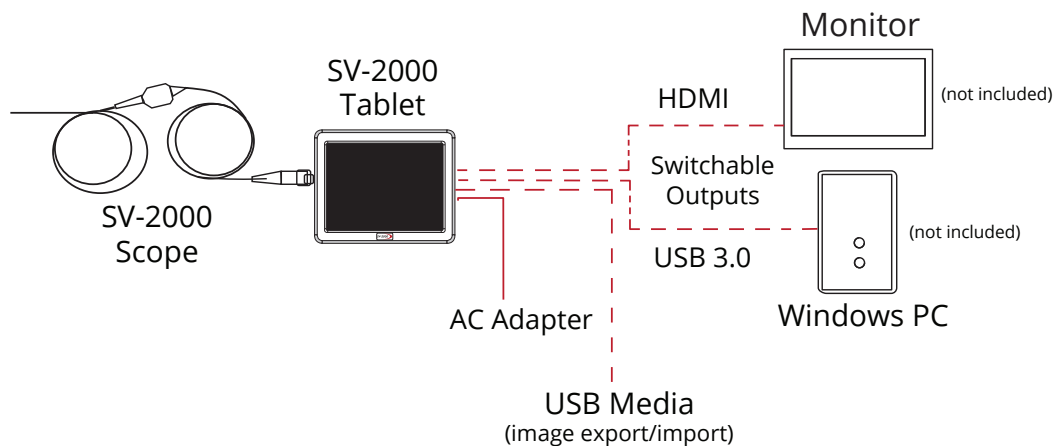 Monitor
SV-2000
Tablet
HDMI
(not included)
Switchable
Outputs
SV-2000
Scope
(not included)
USB 3.0
AC Adapter
Windows PC
USB Media
(image export/import)